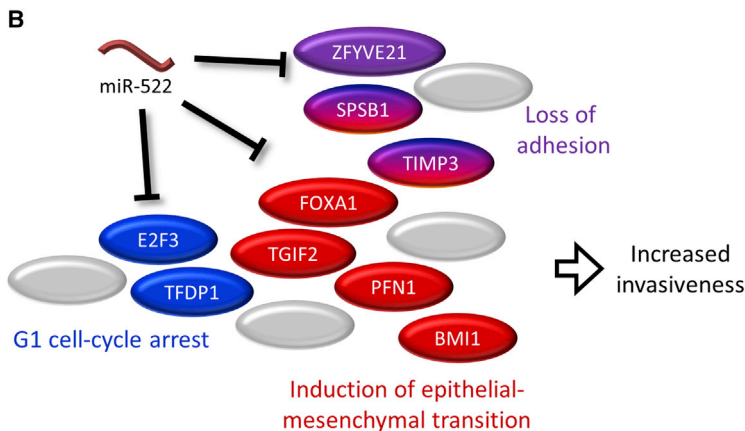 B
miR-522
ZFYVE21
SPSB1
Loss of
adhesion
TIMP3
FOXA1
E2F3
TGIF2
TFDP1
PFN1
BMI1
G1 cell-cycle arrest
Increased
invasiveness
Induction of epithelial-
mesenchymal transition